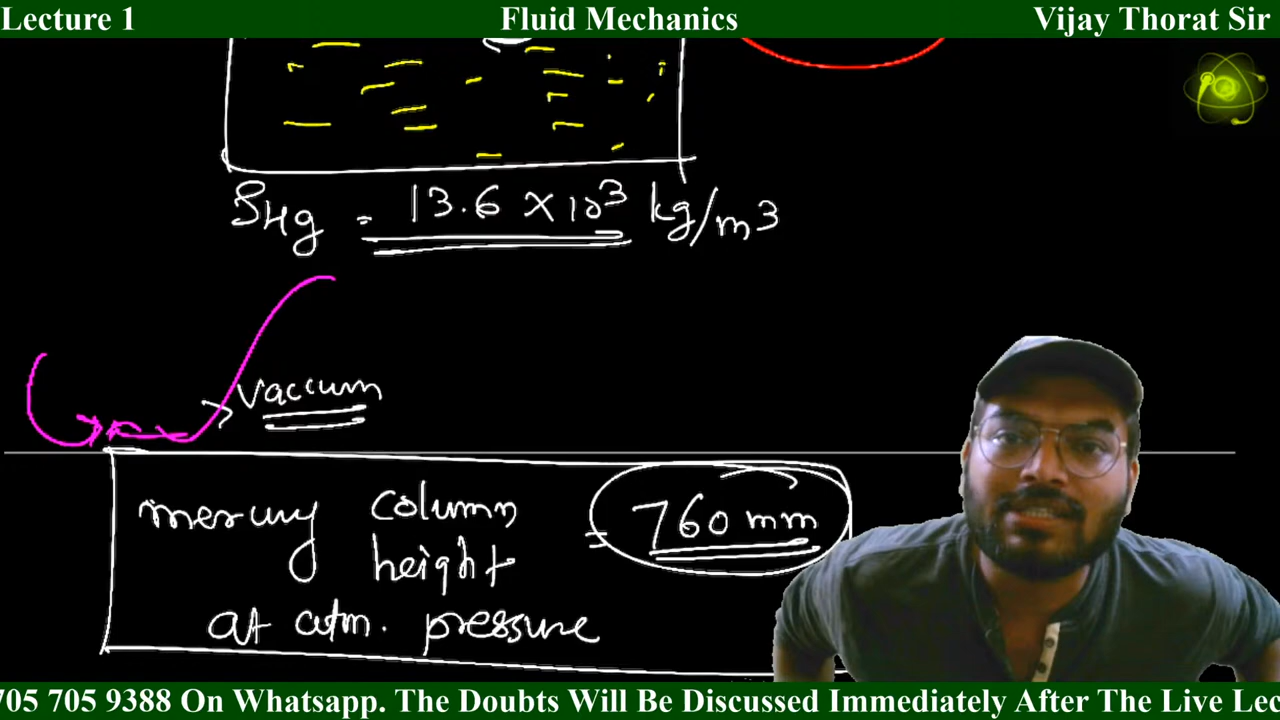 Lecture 1 Fluid Mechanics Vijay Thorat Sir
SHg = 13.6 × 10³ kg/m3
Vaccum
mercury column height = 760 mm
at atm. pressure
705 705 9388 On Whatsapp. The Doubts Will Be Discussed Immediately After The Live Lec